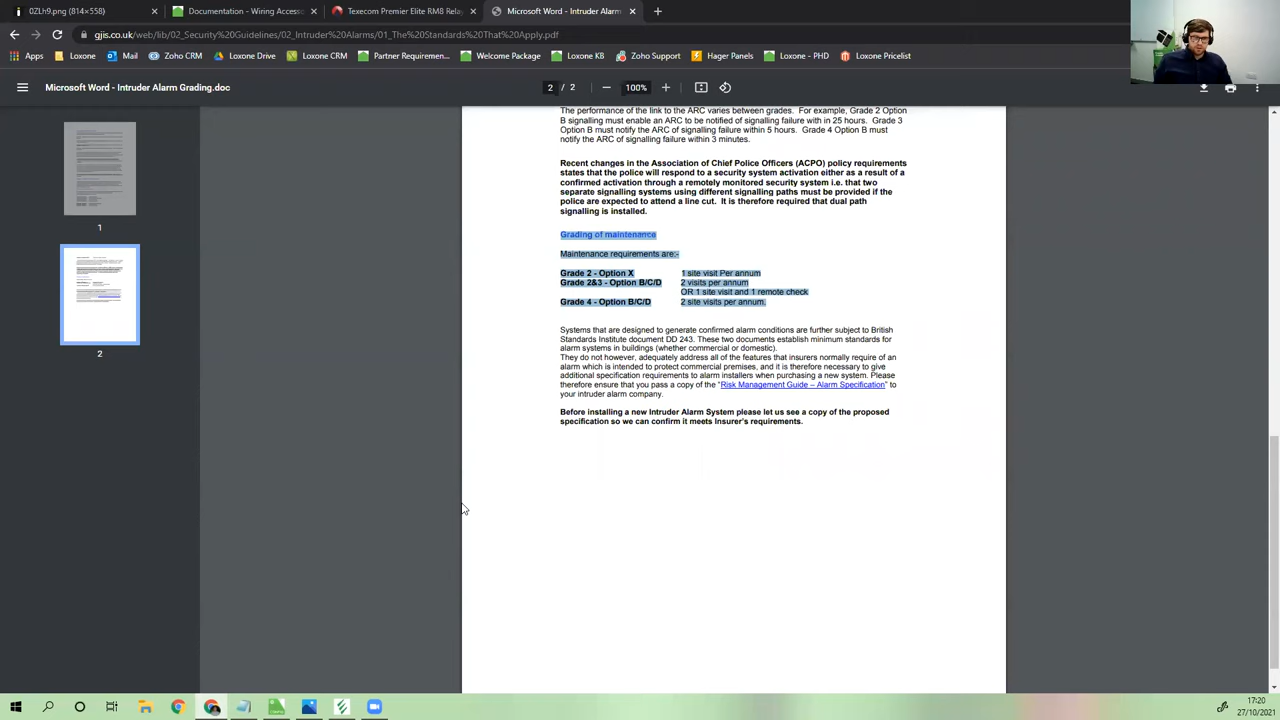 0ZLh9.png (814×558)
Documentation - Wiring Access
Texecom Premier Elite RMB Rela
Microsoft Word - Intruder Alarm
gjis.co.uk/web/lib/02_Security%20Guidelines/02_Intruder%20Alarms/01_The%20Standards%20That%20Apply.pdf
Apps
Loxone
Mail
Zoho CRM
Loxone UK
Loxone CRM
Partner Requiremen...
Webinar Package
Loxone KB
Zoho Support
Hager Panels
Loxone - PHD
Loxone Pricelist
Microsoft Word - Intruder Alarm Grading.doc
2 / 2
100%
1
2
The performance of the link to the ARC varies between grades. For example, Grade 2 Option
B signalling must enable an ARC to be notified of signalling failure with in 25 hours. Grade 3
Option B must notify the ARC of signalling failure within 5 hours. Grade 4 Option B must
notify the ARC of signalling failure within 3 minutes.
Recent changes in the Association of Chief Police Officers (ACPO) policy requirements
states that the police will respond to a security system activation either as a result of a
confirmed activation through a remotely monitored security system i.e. that two
separate signalling systems using different signalling paths must be provided if the
police are expected to attend a line cut. It is therefore required that dual path
signalling is installed.
Grading of maintenance
Maintenance requirements are:-
Grade 2 - Option X 1 site visit Per annum
Grade 2&3 - Option B/C/D 2 visits per annum
OR 1 site visit and 1 remote check
Grade 4 - Option B/C/D 2 site visits per annum.
Systems that are designed to generate confirmed alarm conditions are further subject to British
Standards Institute document DD 243. These two documents establish minimum standards for
alarm systems in buildings (whether commercial or domestic).
They do not however, adequately address all of the features that insurers normally require of an
alarm which is intended to protect commercial premises, and it is therefore necessary to give
additional specification requirements to alarm installers when purchasing a new system. Please
therefore ensure that you pass a copy of the "Risk Management Guide – Alarm Specification" to
your intruder alarm company.
Before installing a new Intruder Alarm System please let us see a copy of the proposed
specification so we can confirm it meets Insurer's requirements.
17:20
27/10/2021